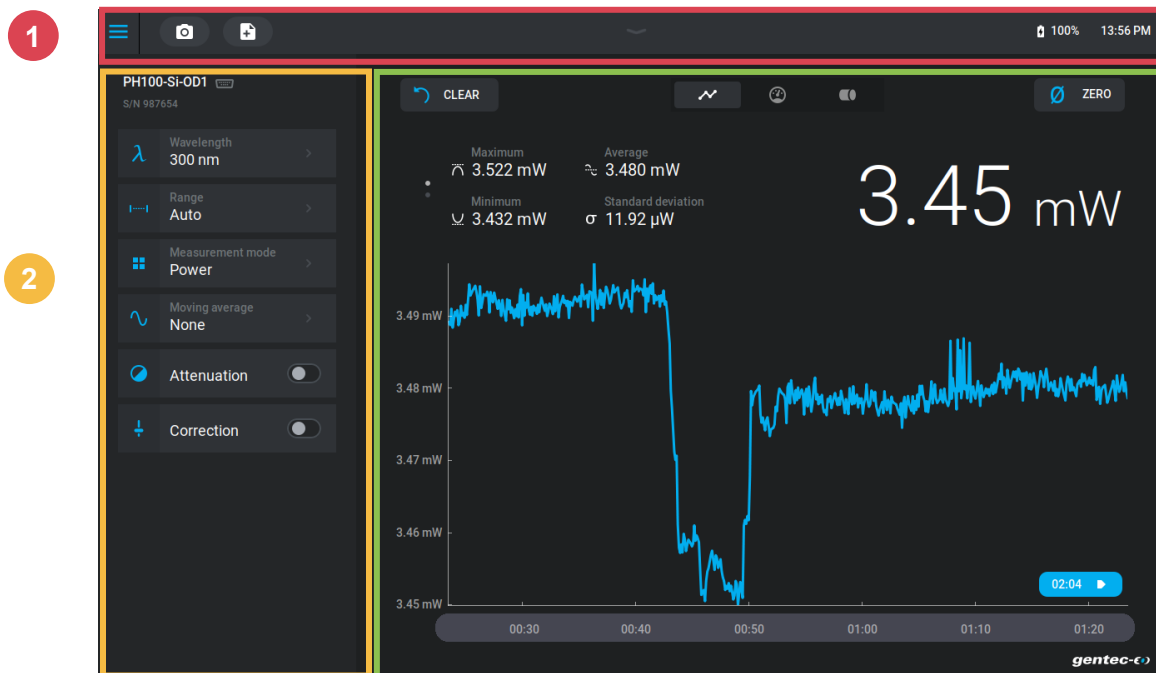 1
100% 13:56 PM
2
PH100-Si-OD1
S/N 987654
λ Wavelength
300 nm
Range
Auto
Measurement mode
Power
Moving average
None
Attenuation
Correction
CLEAR
ZERO
Maximum
3.522 mW
Average
3.480 mW
Minimum
3.432 mW
Standard deviation
σ 11.92 µW
3.45 mW
3.49 mW
3.48 mW
3.47 mW
3.46 mW
3.45 mW
02:04
00:30 00:40 00:50 01:00 01:10 01:20
gentec-eo